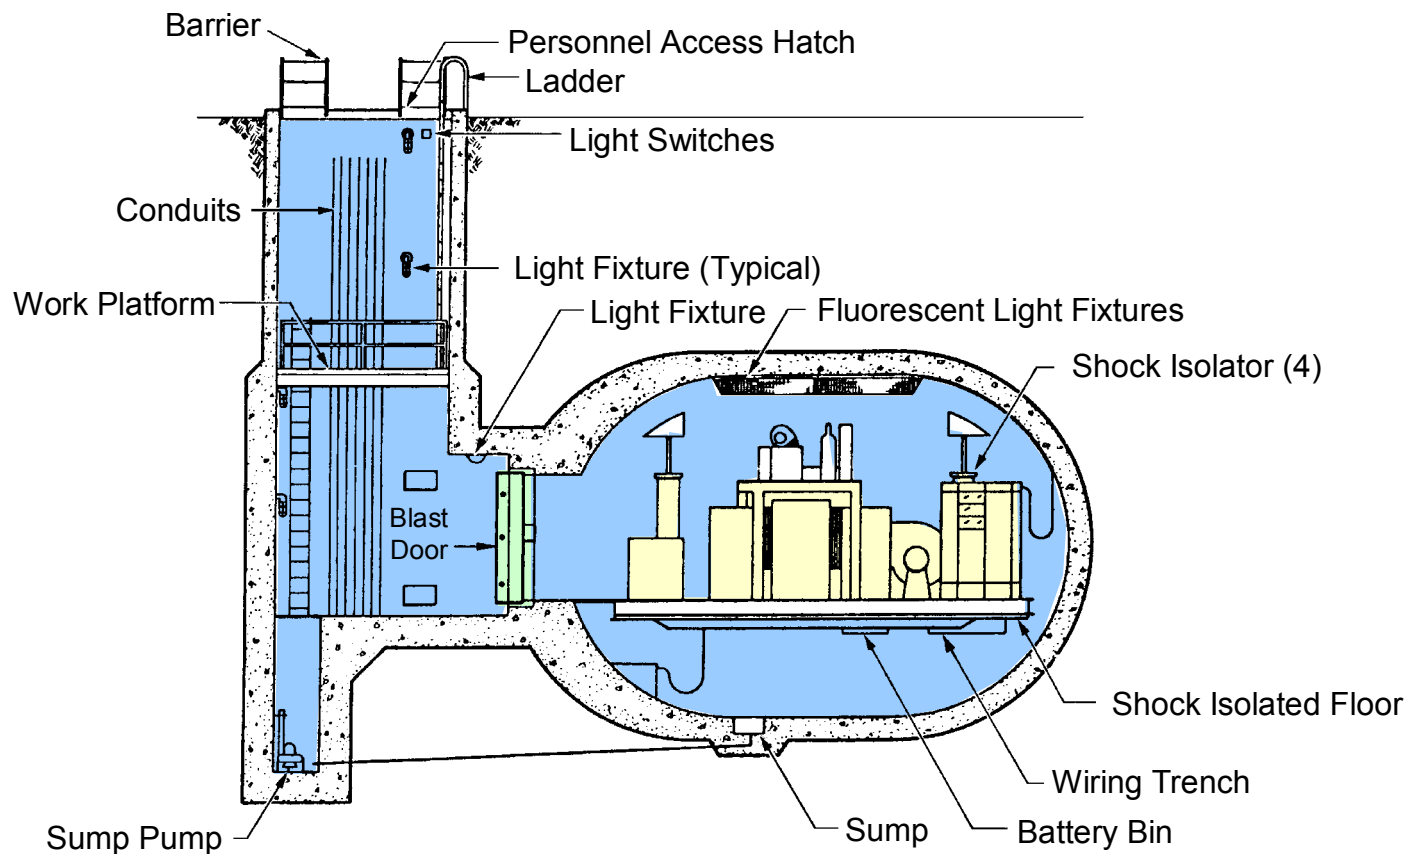 Barrier
Personnel Access Hatch
Ladder
Light Switches
Conduits
Light Fixture (Typical)
Work Platform
Light Fixture
Fluorescent Light Fixtures
Shock Isolator (4)
Blast
Door
Shock Isolated Floor
Wiring Trench
Sump Pump
Sump
Battery Bin